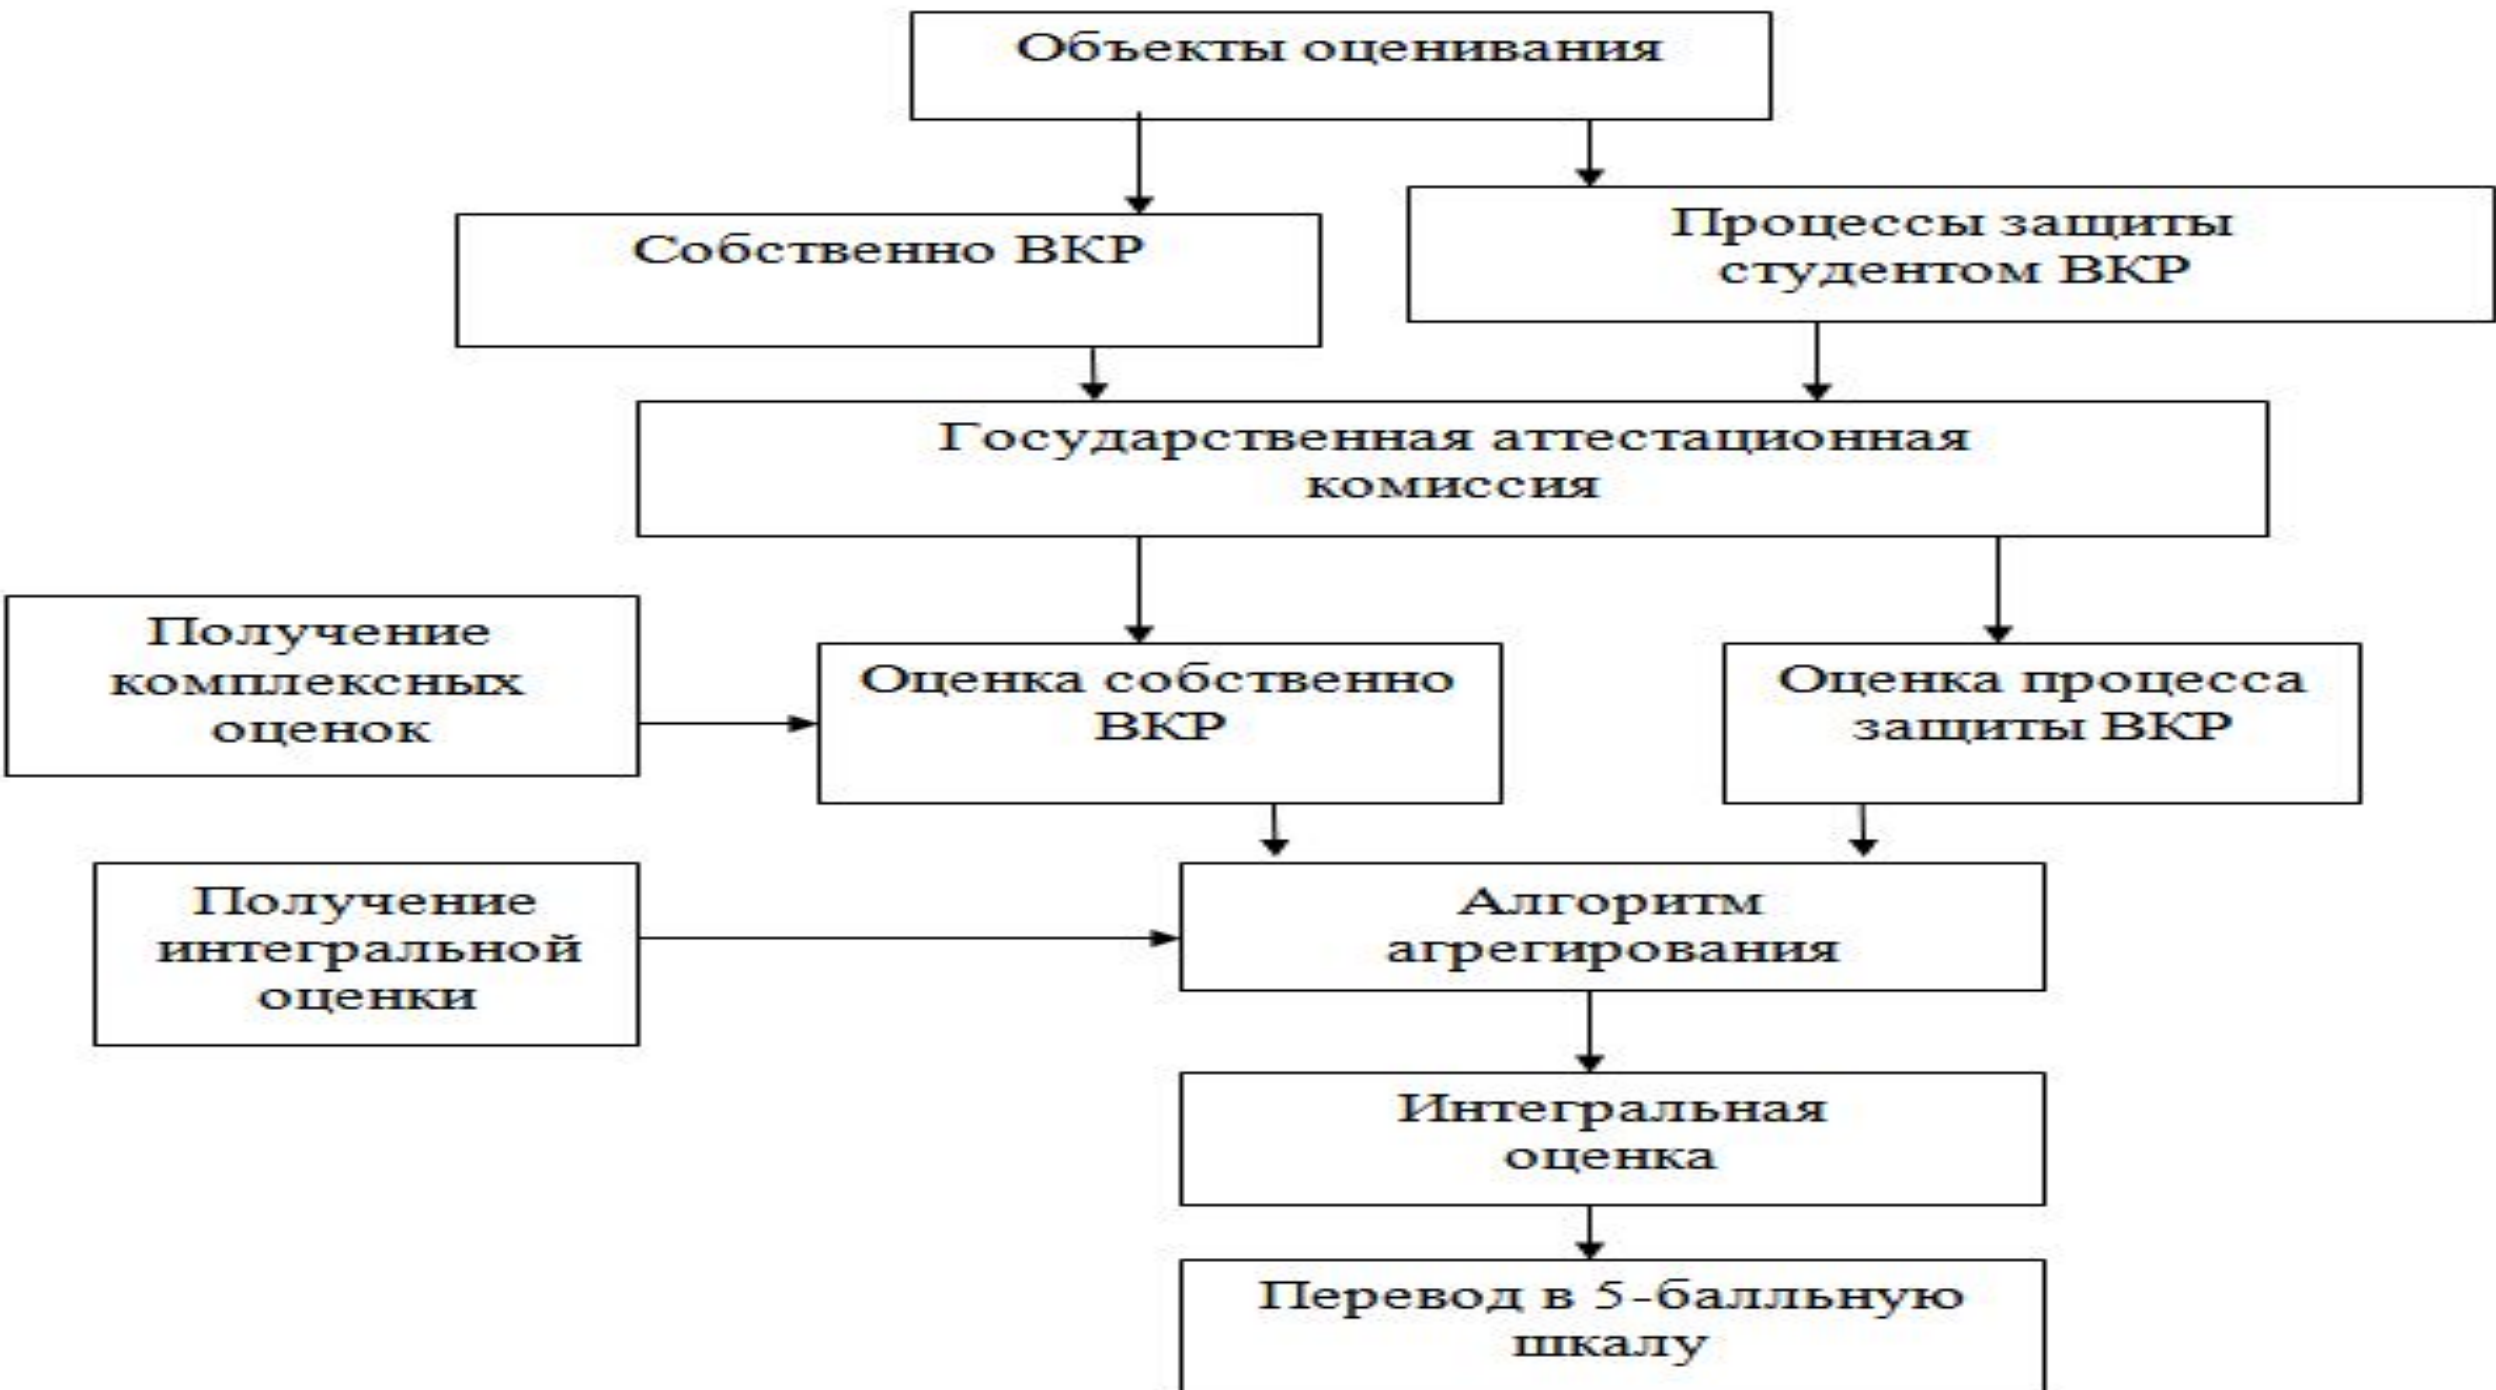 Объекты оценивания
Собственно ВКР
Процессы защиты
студентом ВКР
Государственная аттестационная
комиссия
Получение
комплексных
оценок
Оценка собственно
ВКР
Оценка процесса
защиты ВКР
Получение
интегральной
оценки
Алгоритм
агрегирования
Интегральная
оценка
Перевод в 5-балльную
шкалу